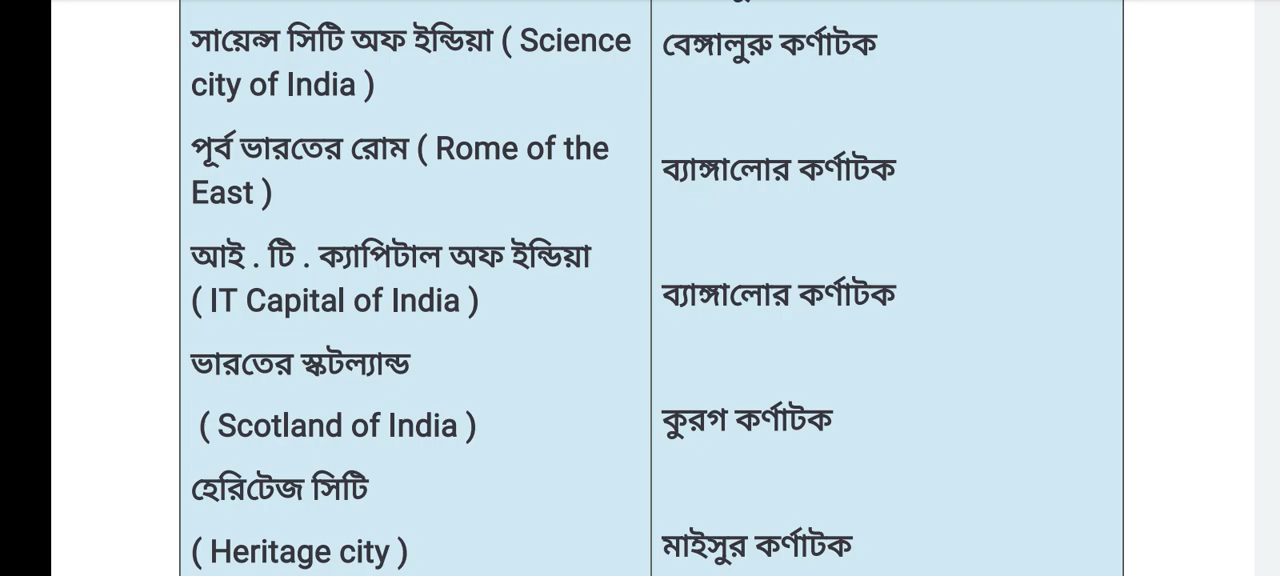 সায়েন্স সিটি অফ ইন্ডিয়া ( Science
city of India )
বেঙ্গালুরু কর্ণাটক
পূর্ব ভারতের রোম ( Rome of the
East )
ব্যাঙ্গালোর কর্ণাটক
আই . টি . ক্যাপিটাল অফ ইন্ডিয়া
( IT Capital of India )
ব্যাঙ্গালোর কর্ণাটক
ভারতের স্কটল্যান্ড
( Scotland of India )
কুরগ কর্ণাটক
হেরিটেজ সিটি
( Heritage city )
মাইসুর কর্ণাটক